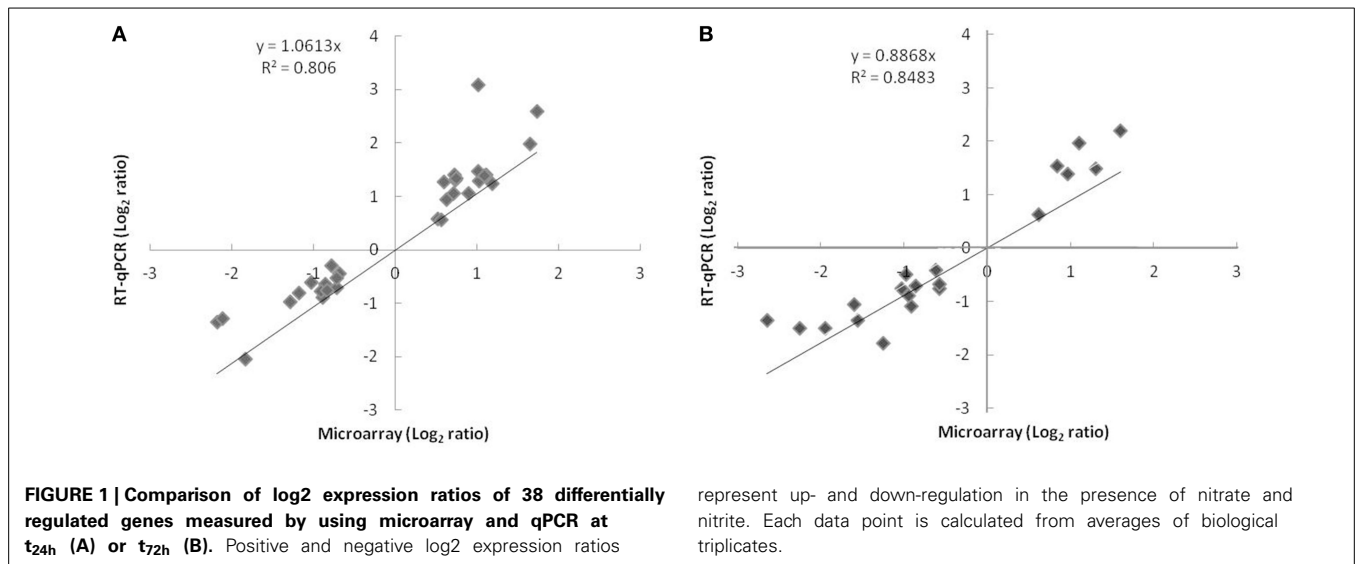 A
y = 1.0613x
R² = 0.806
4
3
2
1
0
-3 -2 -1 0 1 2 3
-1
-2
-3
RT-qPCR (Log₂ ratio)
Microarray (Log₂ ratio)
B
y = 0.8868x
R² = 0.8483
4
3
2
1
0
-3 -2 -1 0 1 2 3
-1
-2
-3
RT-qPCR (Log₂ ratio)
Microarray (Log₂ ratio)
FIGURE 1 | Comparison of log2 expression ratios of 38 differentially
regulated genes measured by using microarray and qPCR at
t24h (A) or t72h (B). Positive and negative log2 expression ratios
represent up- and down-regulation in the presence of nitrate and
nitrite. Each data point is calculated from averages of biological
triplicates.